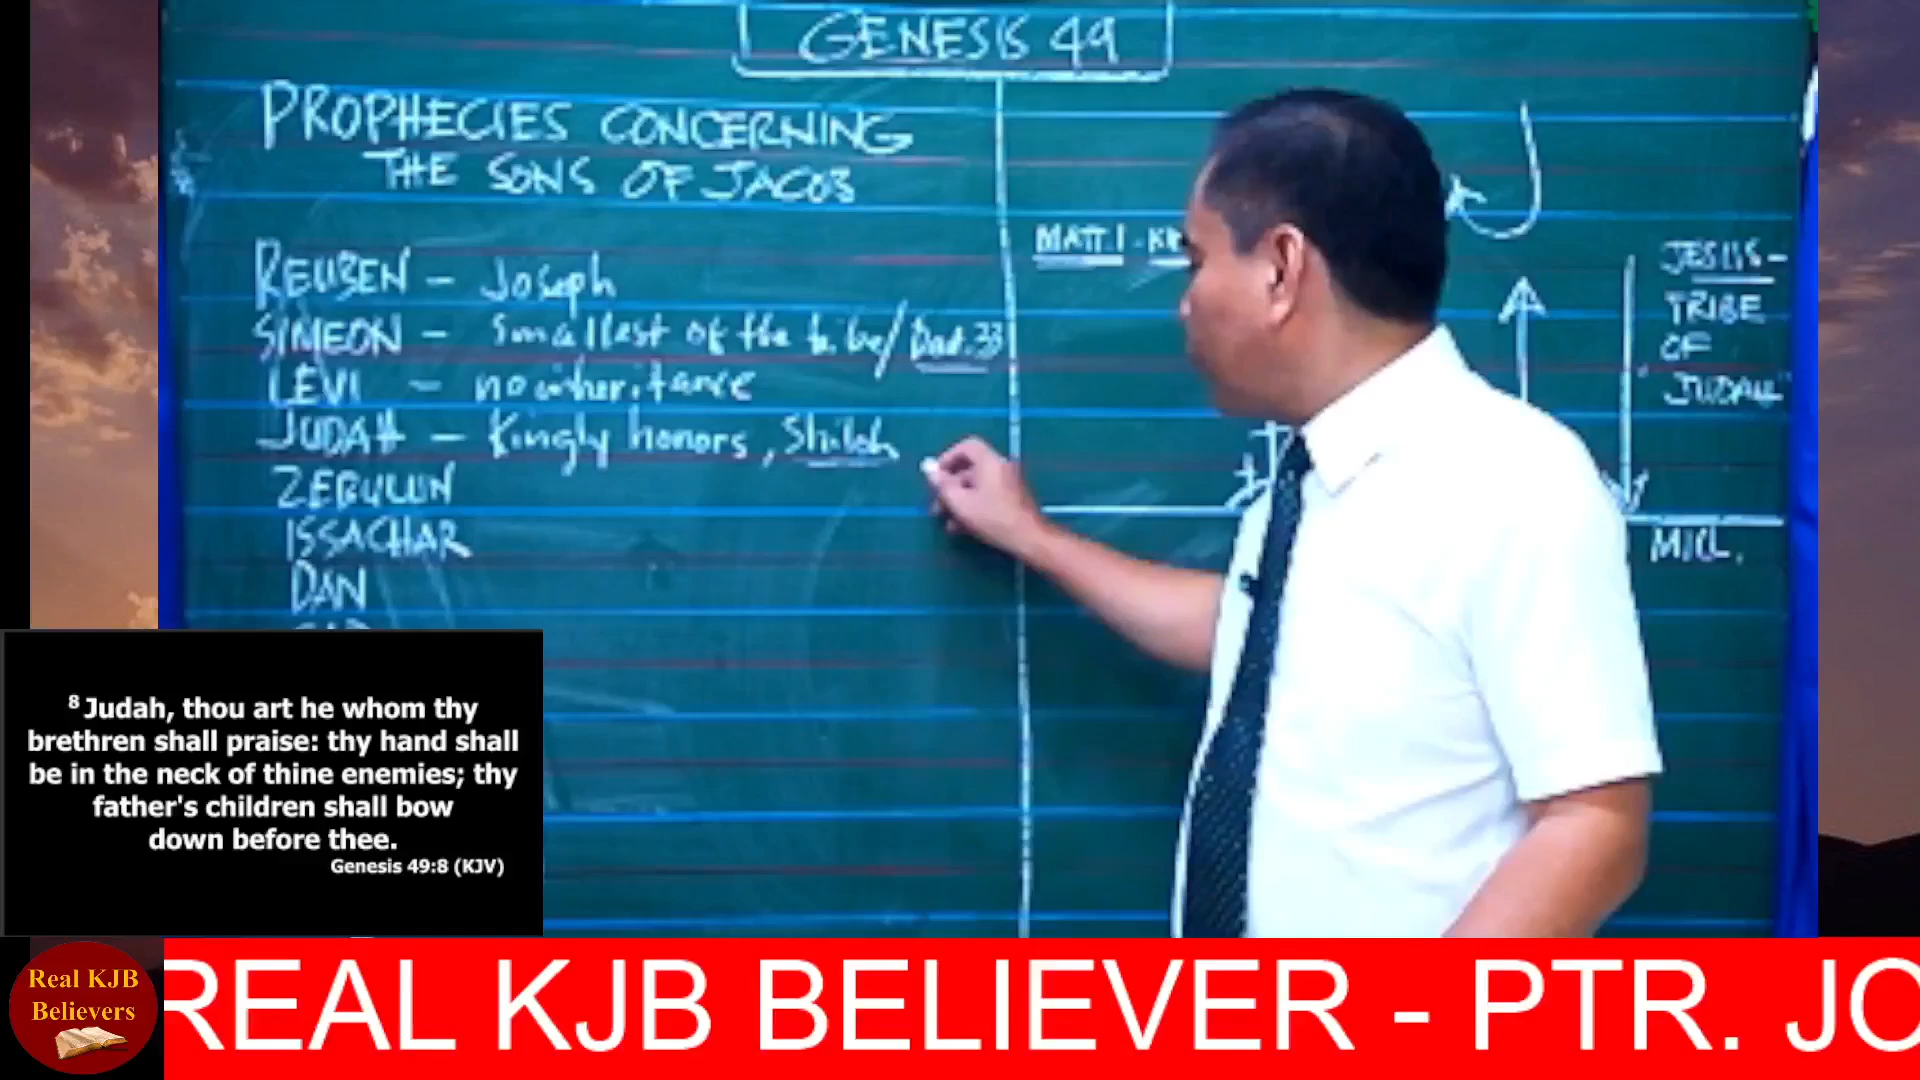 GENESIS 49
PROPHECIES CONCERNING
THE SONS OF JACOB
REUBEN - Joseph
SIMEON - Smallest of the tribe/
LEVI - no inheritance
JUDAH - Kingly honors, Shiloh
ZEBULUN
ISSACHAR
DAN
MATT.1 -
JESUS -
TRIBE
OF
"JUDAH"
MILL.
8 Judah, thou art he whom thy
brethren shall praise: thy hand shall
be in the neck of thine enemies; thy
father's children shall bow
down before thee.
Genesis 49:8 (KJV)
Real KJB
Believers
REAL KJB BELIEVER - PTR. JO